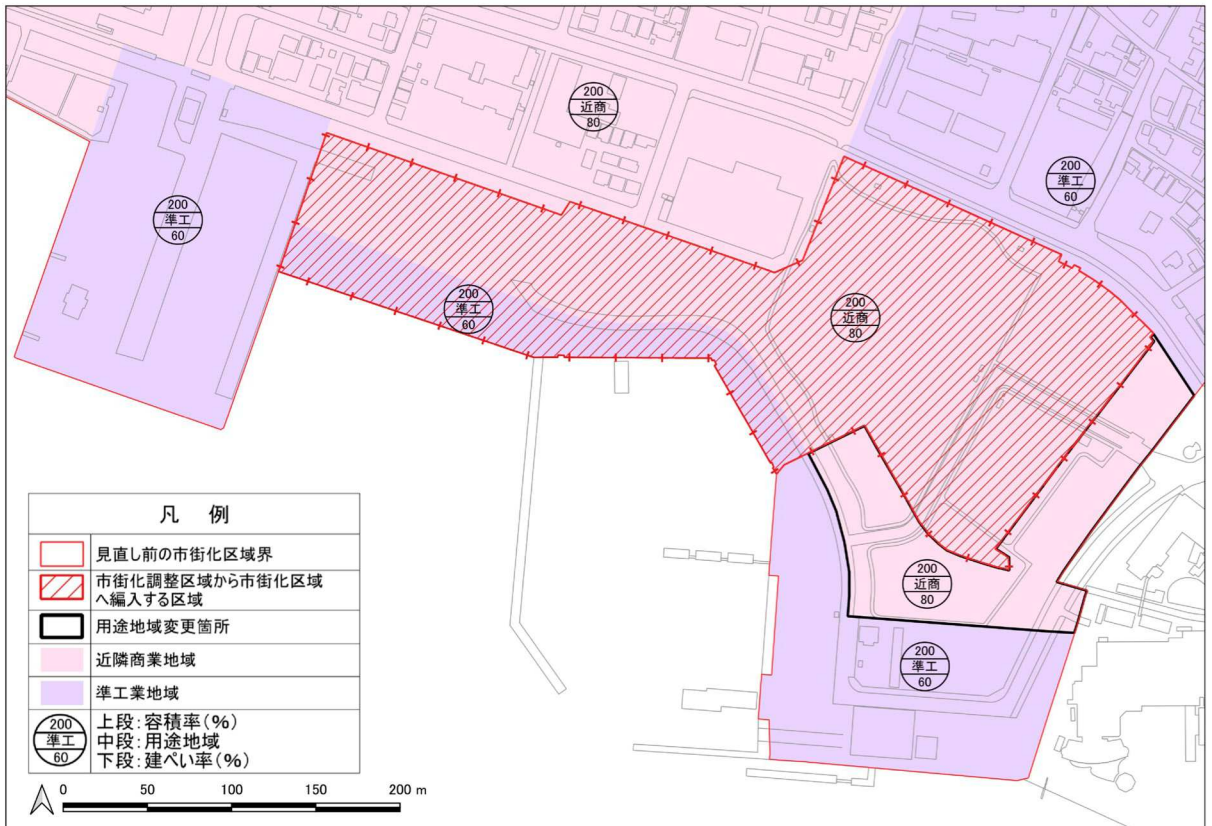 200
近商
80
200
準工
60
200
準工
60
200
準工
60
200
近商
80
200
近商
80
200
準工
60
凡 例
見直し前の市街化区域界
市街化調整区域から市街化区域
へ編入する区域
用途地域変更箇所
近隣商業地域
準工業地域
200
準工
60
上段:容積率(%)
中段:用途地域
下段:建ぺい率(%)
0 50 100 150 200 m